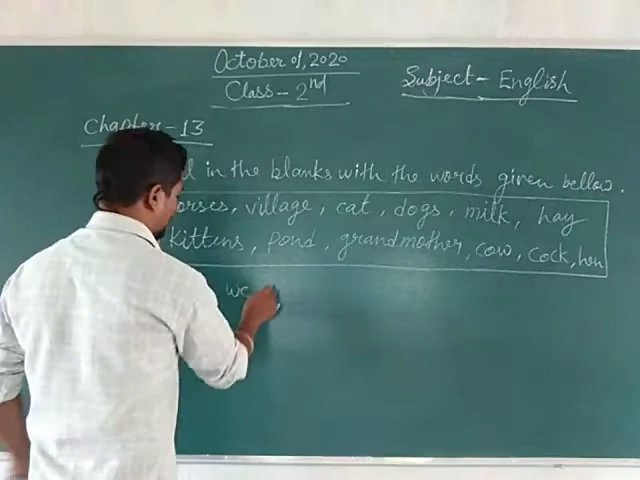 October 01, 2020
Class - 2nd
Subject - English
Chapter - 13
in the blanks with the words given bellow.
village, cat, dogs, milk, hay
kittens, pond, grandmother, cow, cock, hen
we